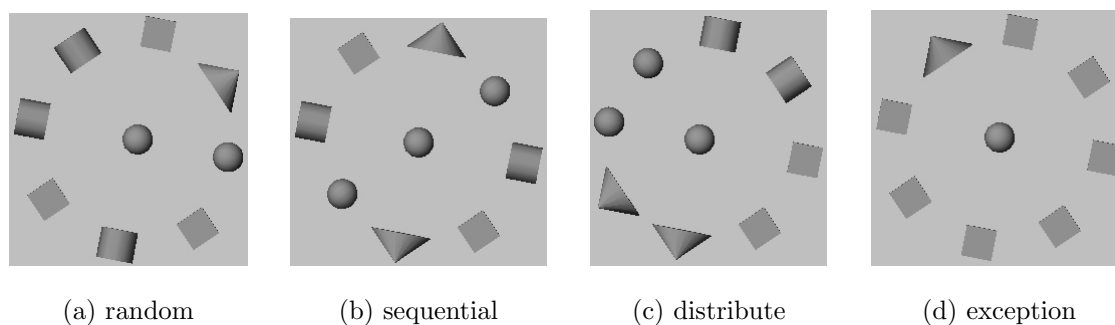 (a) random (b) sequential (c) distribute (d) exception